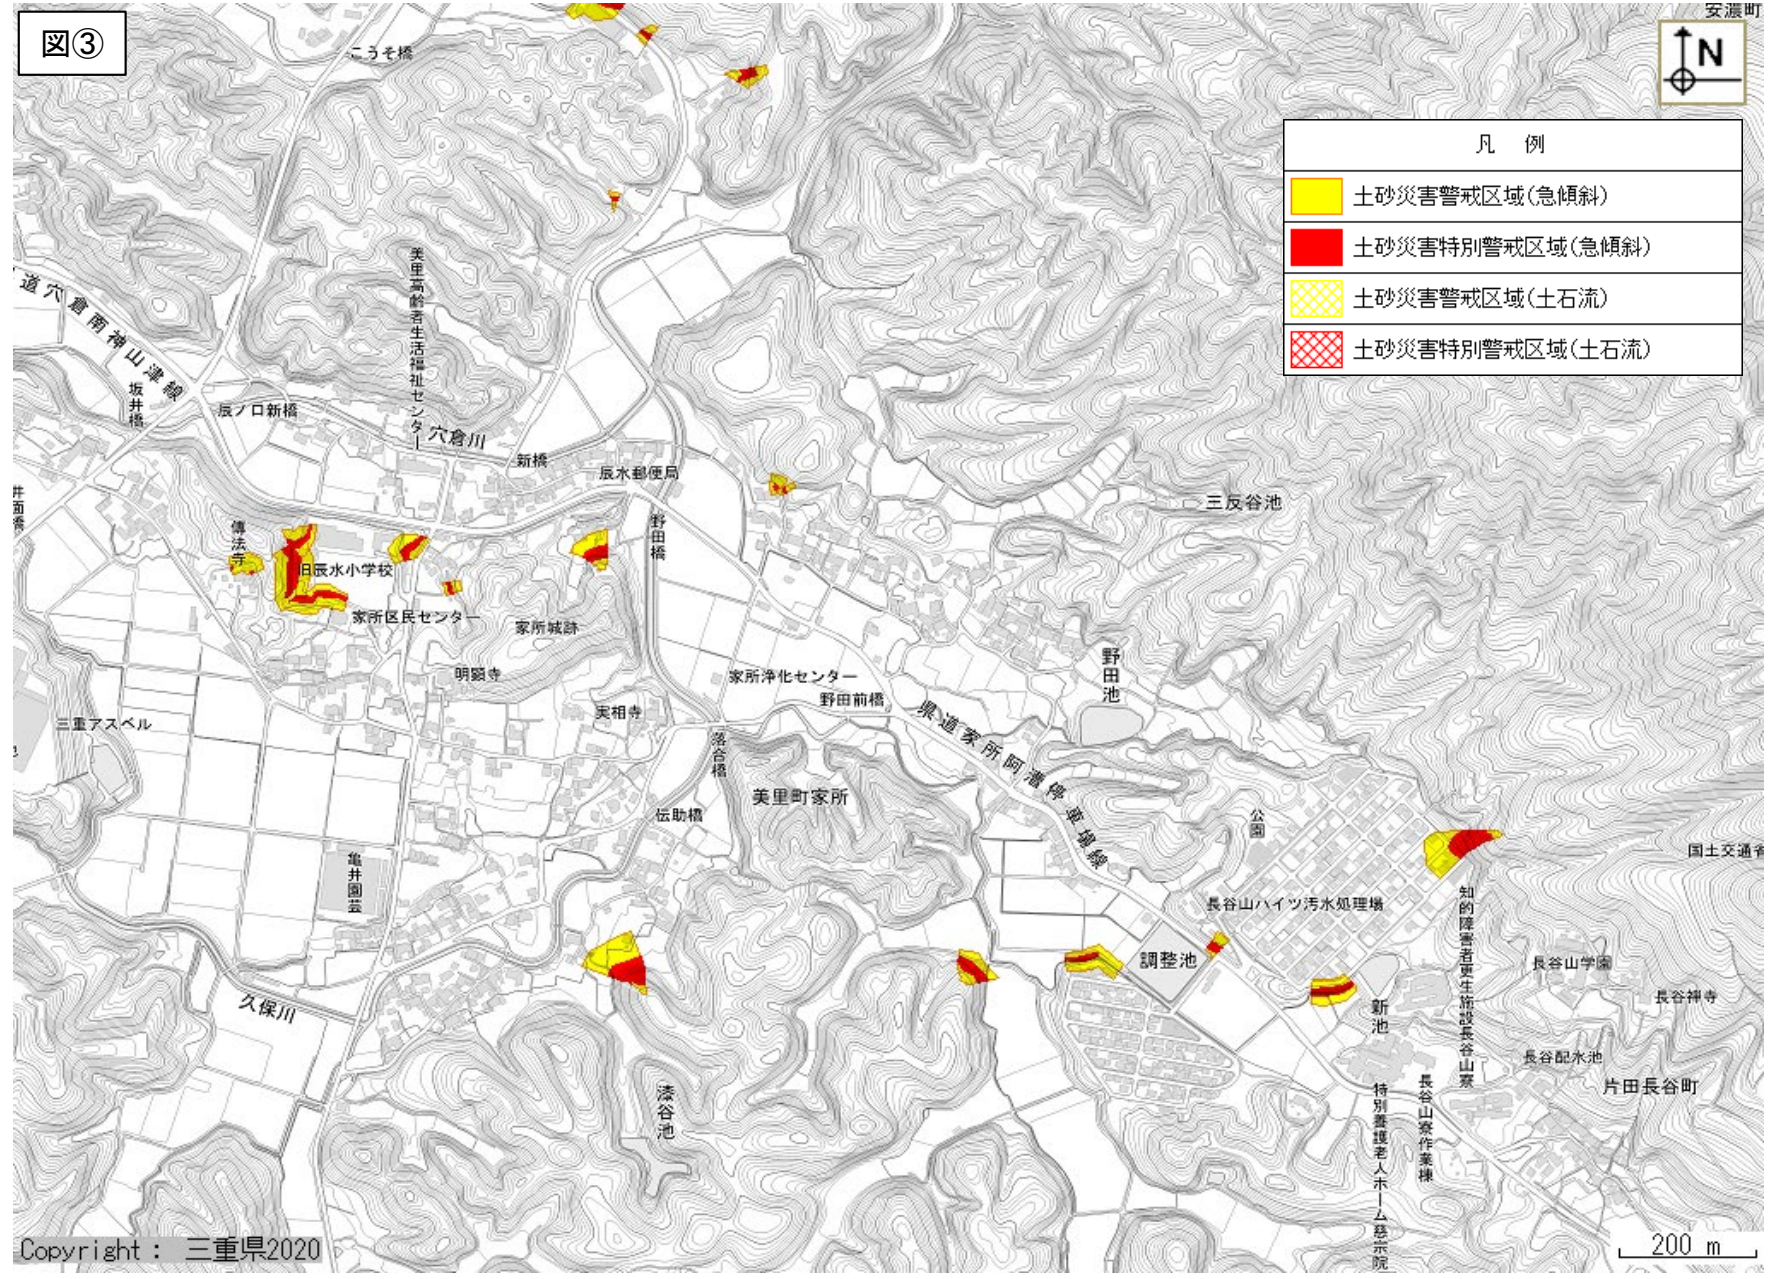 図③
安濃町
N
こうそ橋
凡 例
土砂災害警戒区域(急傾斜)
土砂災害特別警戒区域(急傾斜)
土砂災害警戒区域(土石流)
土砂災害特別警戒区域(土石流)
道穴倉南神山津線
美里高齢者生活福祉センター
坂井橋
辰ノ口新橋
穴倉川
新橋
辰水郵便局
三反谷池
井面橋
傳法寺
野田橋
旧辰水小学校
家所区民センター
家所城跡
明顕寺
家所浄化センター
野田池
野田前橋
実相寺
三重アスベル
県道家所阿漕停車場線
落合橋
美里町家所
伝助橋
公園
亀井園芸
国土交通省
長谷山ハイツ汚水処理場
知的障害者更生施設長谷山寮
調整池
長谷山学園
長谷禅寺
久保川
新池
長谷配水池
片田長谷町
漆谷池
特別養護老人ホーム慈宗院
長谷山寮作業棟
Copyright： 三重県2020
200 m